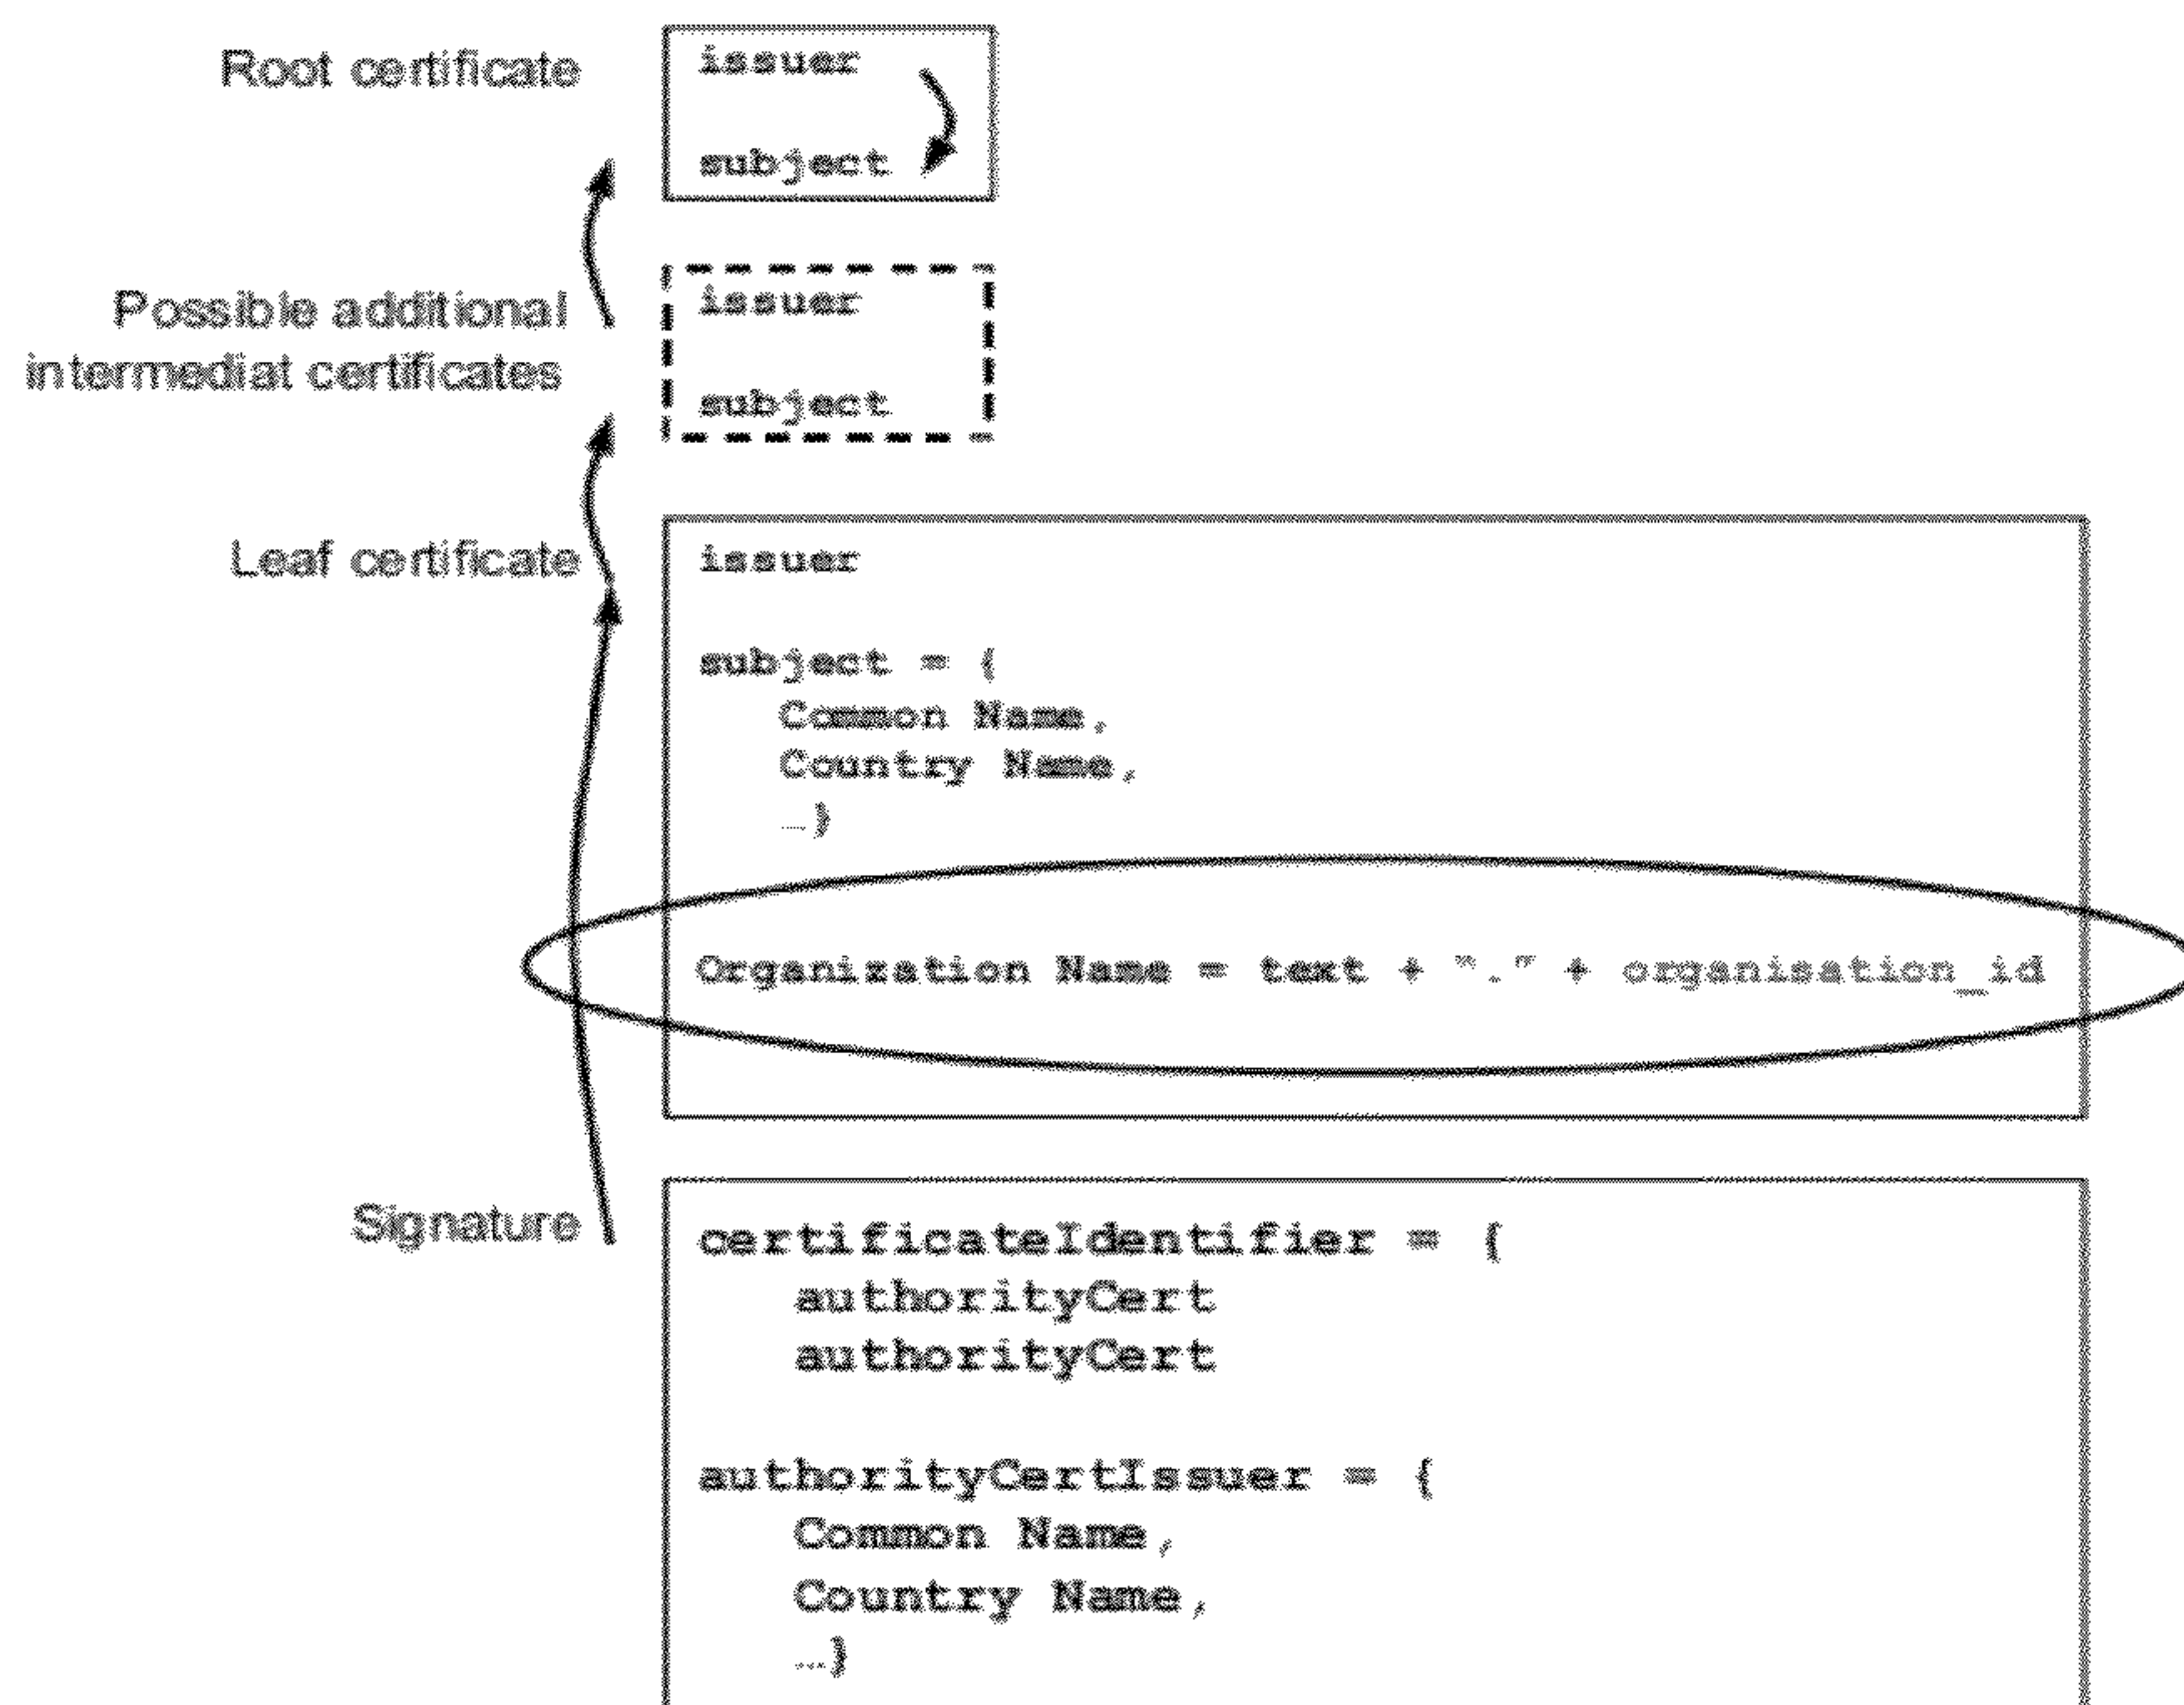 Root certificate
issuer
subject
Possible additional
intermediat certificates
issuer
subject
Leaf certificate
issuer
subject = {
Common Name,
Country Name,
…}
Organization Name = text + "." + organisation_id
Signature
certificateIdentifier = {
authorityCert
authorityCert
authorityCertIssuer = {
Common Name,
Country Name,
…}